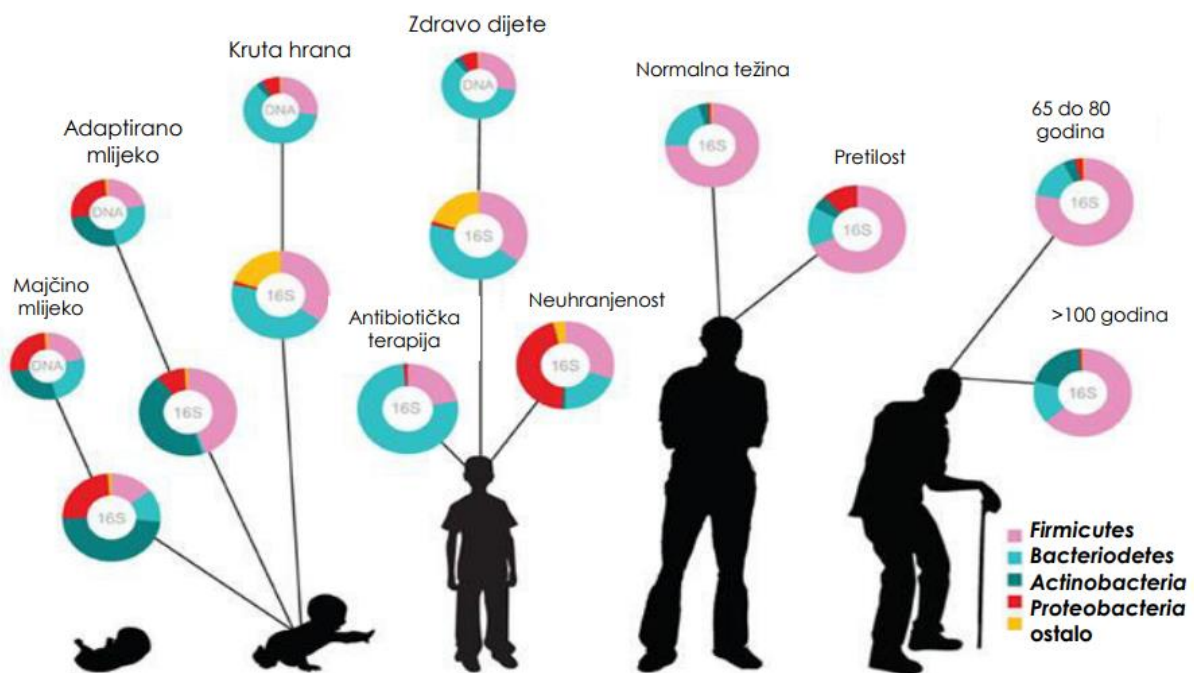 Zdravo dijete
Kruta hrana
DNA
DNA
Normalna težina
16S
65 do 80
godina
16S
Adaptirano
mlijeko
DNA
Pretilost
16S
16S
16S
Majčino
mlijeko
DNA
Antibiotička
terapija
16S
Neuhranjenost
16S
>100 godina
16S
16S
16S
Firmicutes
Bacteriodetes
Actinobacteria
Proteobacteria
ostalo